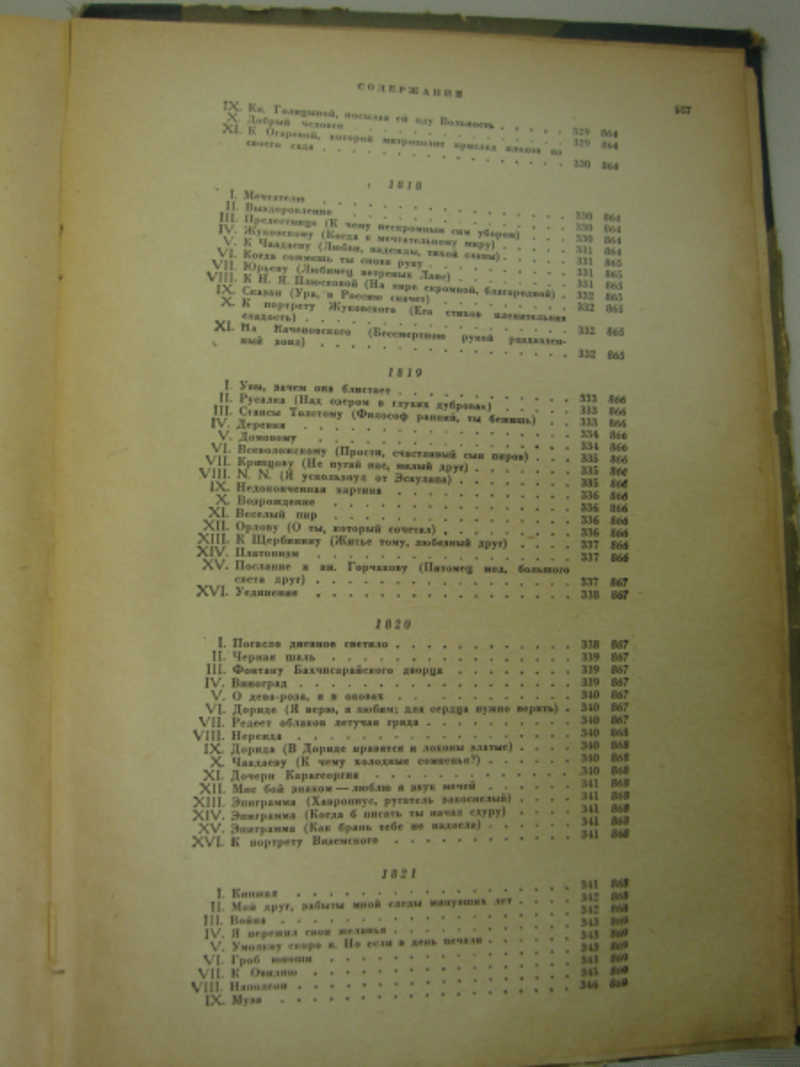 СОДЕРЖАНИЕ 987
IX. Кн. Голицыной, посылая ей оду Вольность . . . . . 329 864
X. Добрый человек . . . . . 329 864
XI. К Огаревой, которой митрополит прислал плодов из
своего сада . . . . . 330 864
1818
I. Мечтателю . . . . . 330 864
II. Выздоровление . . . . . 330 864
III. Прелестнице (К чему нескромным сим убором) . . . . 330 864
IV. Жуковскому (Когда к мечтательному миру) . . . . 331 864
V. К Чаадаеву (Любви, надежды, тихой славы) . . . . 331 865
VI. Когда сожмешь ты снова руку . . . . . 331 865
VII. Юрьеву (Любимец ветреных Лаис) . . . . . 331 865
VIII. К Н. Я. Плюсковой (На лире скромной, благородной) . 332 865
IX. Сказки (Ура, в Россию скачет) . . . . . 332 865
X. К портрету Жуковского (Его стихов пленительная
сладость) . . . . . 332 865
XI. На Каченовского (Бессмертною рукой раздавлен-
ный зоил) . . . . . 332 865
1819
I. Увы, зачем она блистает . . . . . 333 866
II. Русалка (Над озером в глухих дубровах) . . . . . 333 866
III. Стансы Толстому (Философ ранний, ты бежишь) . . 333 866
IV. Деревня . . . . . 334 866
V. Домовому . . . . . 334 866
VI. Всеволожскому (Прости, счастливый сын пиров) . . 335 866
VII. Кривцову (Не пугай нас, милый друг) . . . . . 335 866
VIII. N. N. (Я ускользнул от Эскулапа) . . . . . 335 866
IX. Недоконченная картина . . . . . 336 866
X. Возрождение . . . . . 336 866
XI. Веселый пир . . . . . 336 866
XII. Орлову (О ты, который сочетал) . . . . . 336 866
XIII. К Щербинину (Житье тому, любезный друг) . . . . 337 866
XIV. Платонизм . . . . . 337 866
XV. Послание к кн. Горчакову (Питомец мод, большого
света друг) . . . . . 337 867
XVI. Уединение . . . . . 338 867
1820
I. Погасло дневное светило . . . . . 338 867
II. Черная шаль . . . . . 339 867
III. Фонтану Бахчисарайского дворца . . . . . 339 867
IV. Виноград . . . . . 339 867
V. О дева-роза, я в оковах . . . . . 340 867
VI. Дориде (Я верю, я любим; для сердца нужно верить) . 340 867
VII. Редеет облаков летучая гряда . . . . . 340 867
VIII. Нереида . . . . . 340 868
IX. Дорида (В Дориде нравятся и локоны златые) . . . . 340 868
X. Чаадаеву (К чему холодные сомненья?) . . . . . 340 868
XI. Дочери Карагеоргия . . . . . 340 868
XII. Мне бой знаком — люблю я звук мечей . . . . . 341 868
XIII. Эпиграмма (Хаврониус, ругатель закоснелый) . . . . 341 868
XIV. Эпиграмма (Когда б писать ты начал сдуру) . . . . 341 868
XV. Эпиграмма (Как брань тебе не надоела) . . . . . 341 868
XVI. К портрету Вяземского . . . . . 341 868
1821
I. Кинжал . . . . . 341 868
II. Мой друг, забыты мной следы минувших лет . . . . 342 868
III. Война . . . . . 342 868
IV. Я пережил свои желанья . . . . . 343 869
V. Умолкну скоро я. Но если в день печали . . . . . 343 869
VI. Гроб юноши . . . . . 343 869
VII. К Овидию . . . . . 343 869
VIII. Наполеон . . . . . 345 869
IX. Муза . . . . . 346 869